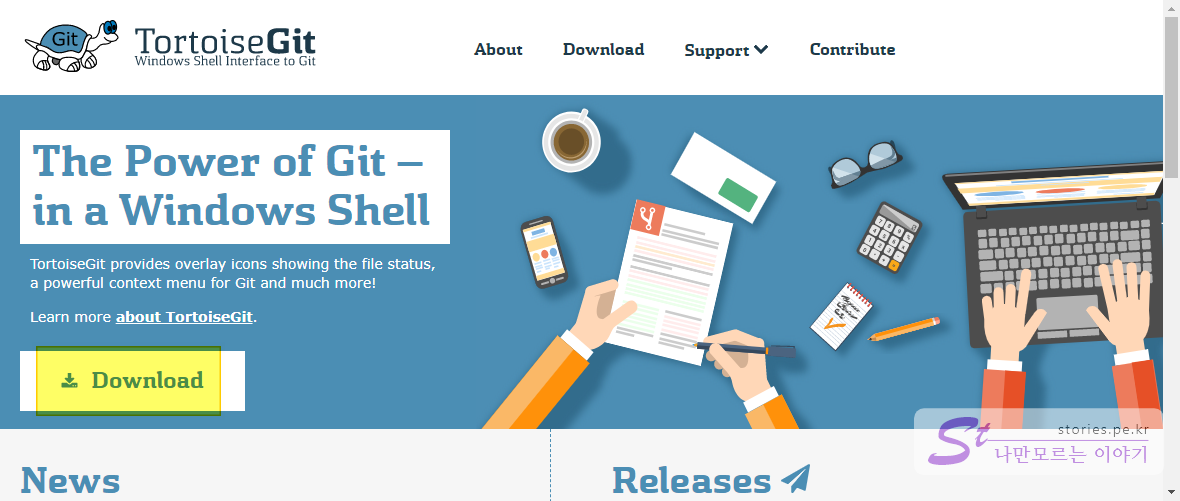 Git
TortoiseGit
Windows Shell Interface to Git
About
Download
Support
Contribute
The Power of Git –
in a Windows Shell
TortoiseGit provides overlay icons showing the file status,
a powerful context menu for Git and much more!
Learn more about TortoiseGit.
Download
St
stories.pe.kr
나만모르는 이야기
News
Releases